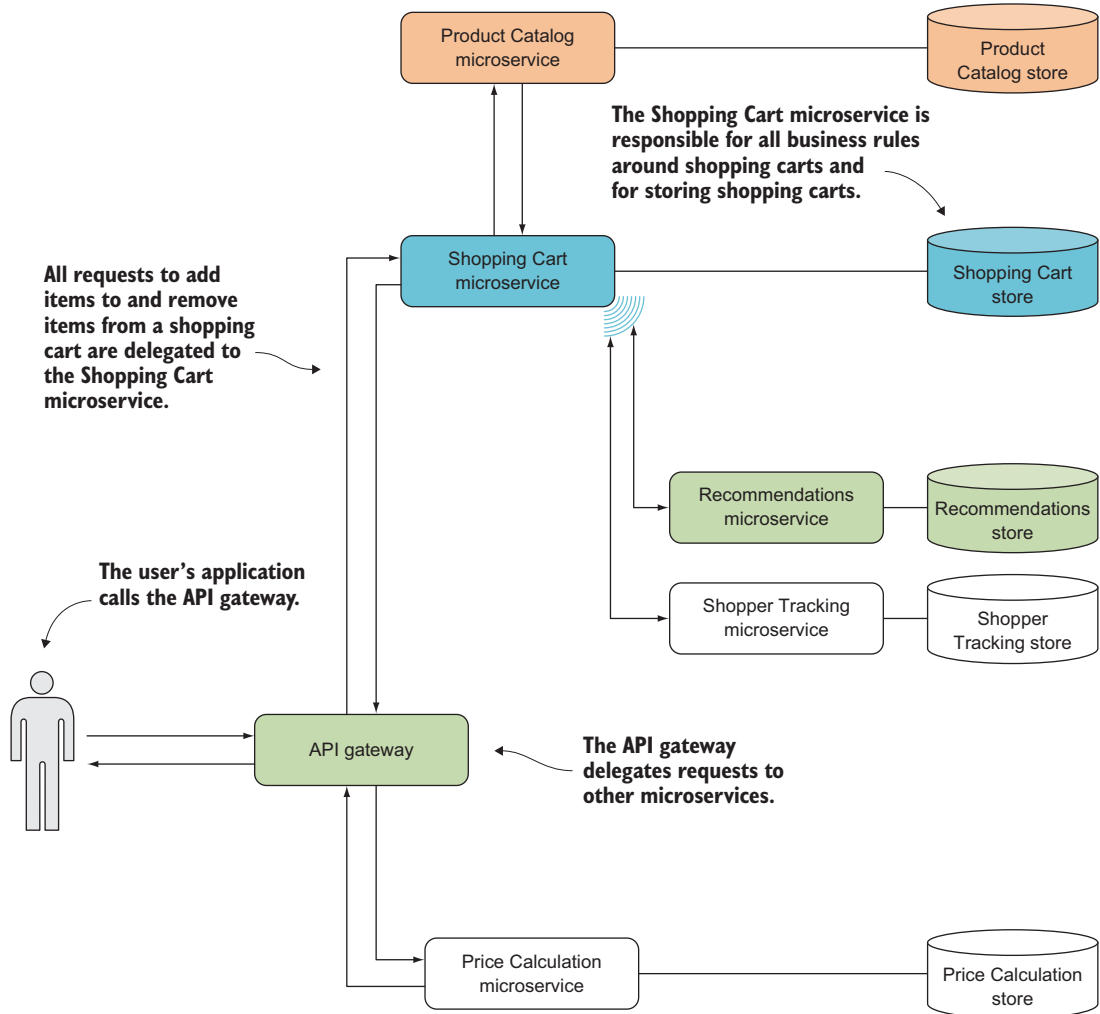 Product Catalog
microservice
Product
Catalog store
The Shopping Cart microservice is
responsible for all business rules
around shopping carts and
for storing shopping carts.
Shopping Cart
microservice
Shopping Cart
store
All requests to add
items to and remove
items from a shopping
cart are delegated to
the Shopping Cart
microservice.
Recommendations
microservice
Recommendations
store
The user’s application
calls the API gateway.
Shopper Tracking
microservice
Shopper
Tracking store
API gateway
The API gateway
delegates requests to
other microservices.
Price Calculation
microservice
Price Calculation
store